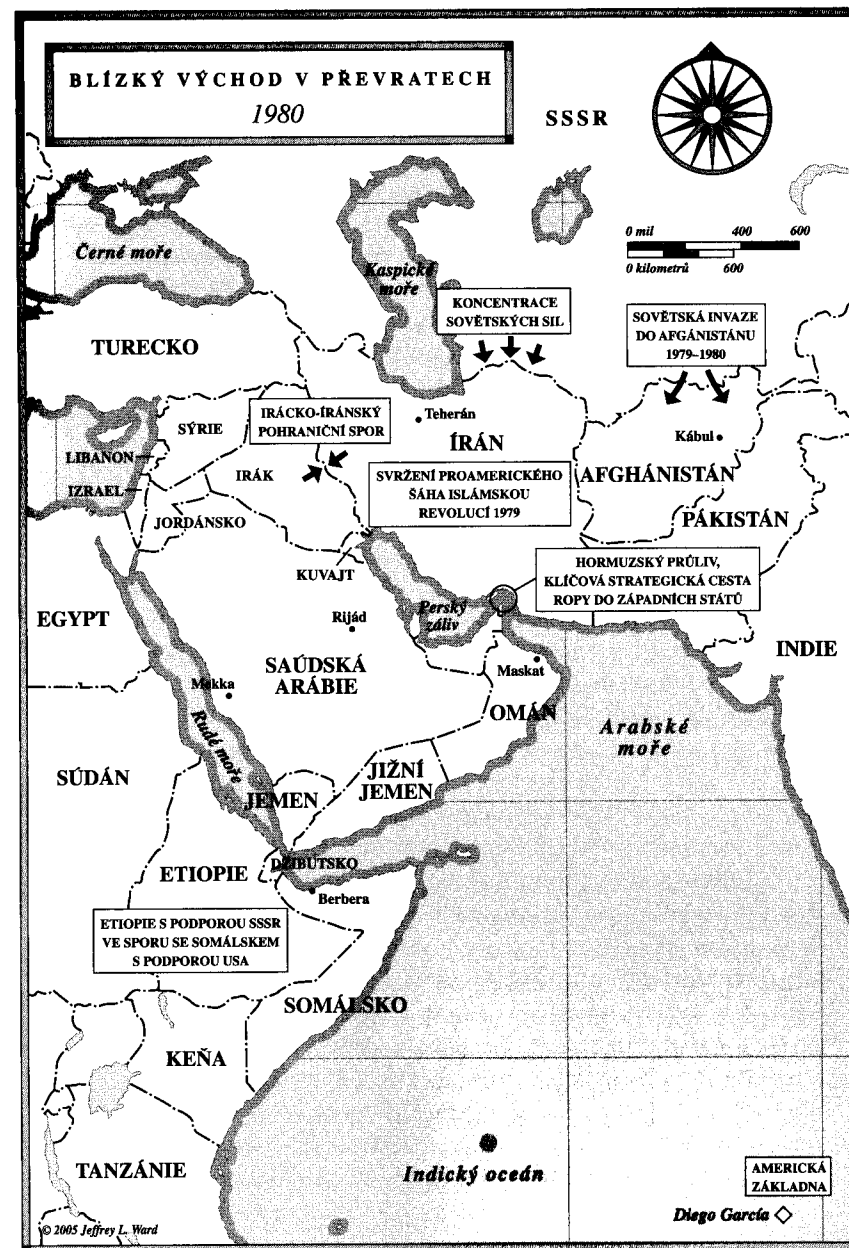 BLÍZKÝ VÝCHOD V PŘEVRATECH
1980
SSSR
0 mil 400 600
0 kilometrů 600
Černé moře
Kaspické
moře
KONCENTRACE
SOVĚTSKÝCH SIL
SOVĚTSKÁ INVAZE
DO AFGÁNISTÁNU
1979–1980
TURECKO
Teherán
SÝRIE
IRÁCKO-ÍRÁNSKÝ
POHRANIČNÍ SPOR
ÍRÁN
Kábul
LIBANON
IRÁK
AFGHÁNISTÁN
IZRAEL
SVRŽENÍ PROAMERICKÉHO
ŠÁHA ISLÁMSKOU
REVOLUCÍ 1979
JORDÁNSKO
PÁKISTÁN
KUVAJT
HORMUZSKÝ PRŮLIV,
KLÍČOVÁ STRATEGICKÁ CESTA
ROPY DO ZÁPADNÍCH STÁTŮ
EGYPT
Rijád
Perský
záliv
INDIE
SAÚDSKÁ
ARÁBIE
Maskat
Mekka
OMÁN
Rudé moře
Arabské
moře
SÚDÁN
JEMEN
JIŽNÍ
JEMEN
ETIOPIE
DŽIBUTSKO
Berbera
ETIOPIE S PODPOROU SSSR
VE SPORU SE SOMÁLSKEM
S PODPOROU USA
SOMÁLSKO
KEŇA
TANZÁNIE
Indický oceán
AMERICKÁ
ZÁKLADNA
Diego García
© 2005 Jeffrey L. Ward